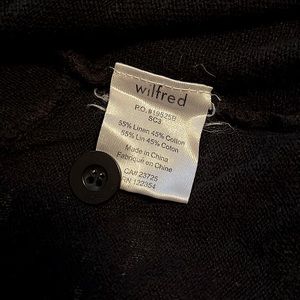 wilfred
P.O. #19525B
SC3
55% Linen 45% Cotton
55% Lin 45% Coton
Made in China
Fabriqué en Chine
CA# 23725
RN 132354